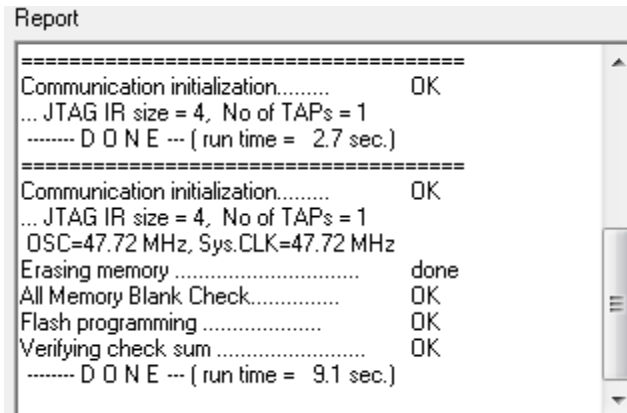 Report
=====================================
Communication initialization......... OK
... JTAG IR size = 4, No of TAPs = 1
-------- D O N E --- ( run time = 2.7 sec.)
=====================================
Communication initialization......... OK
... JTAG IR size = 4, No of TAPs = 1
OSC=47.72 MHz, Sys.CLK=47.72 MHz
Erasing memory ............................... done
All Memory Blank Check............... OK
Flash programming .................... OK
Verifying check sum ......................... OK
-------- D O N E --- ( run time = 9.1 sec.)